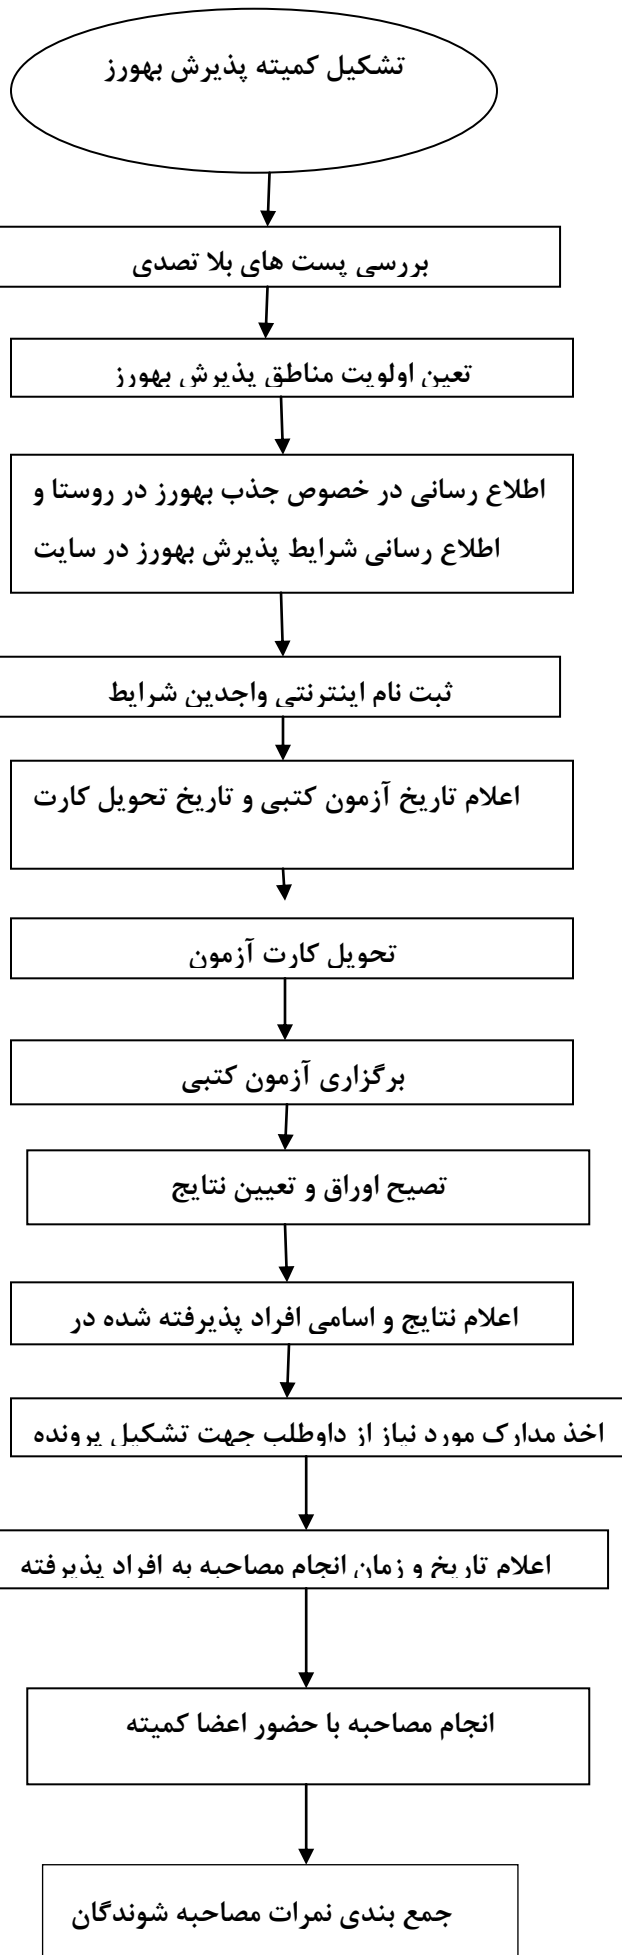 تشکیل کمیته پذیرش بهورز
بررسی پست های بلا تصدی
تعین اولویت مناطق پذیرش بهورز
اطلاع رسانی در خصوص جذب بهورز در روستا و
اطلاع رسانی شرایط پذیرش بهورز در سایت
ثبت نام اینترنتی واجدین شرایط
اعلام تاریخ آزمون کتبی و تاریخ تحویل کارت
تحویل کارت آزمون
برگزاری آزمون کتبی
تصیح اوراق و تعیین نتایج
اعلام نتایج و اسامی افراد پذیرفته شده در
اخذ مدارک مورد نیاز از داوطلب جهت تشکیل پرونده
اعلام تاریخ و زمان انجام مصاحبه به افراد پذیرفته
انجام مصاحبه با حضور اعضا کمیته
جمع بندی نمرات مصاحبه شوندگان